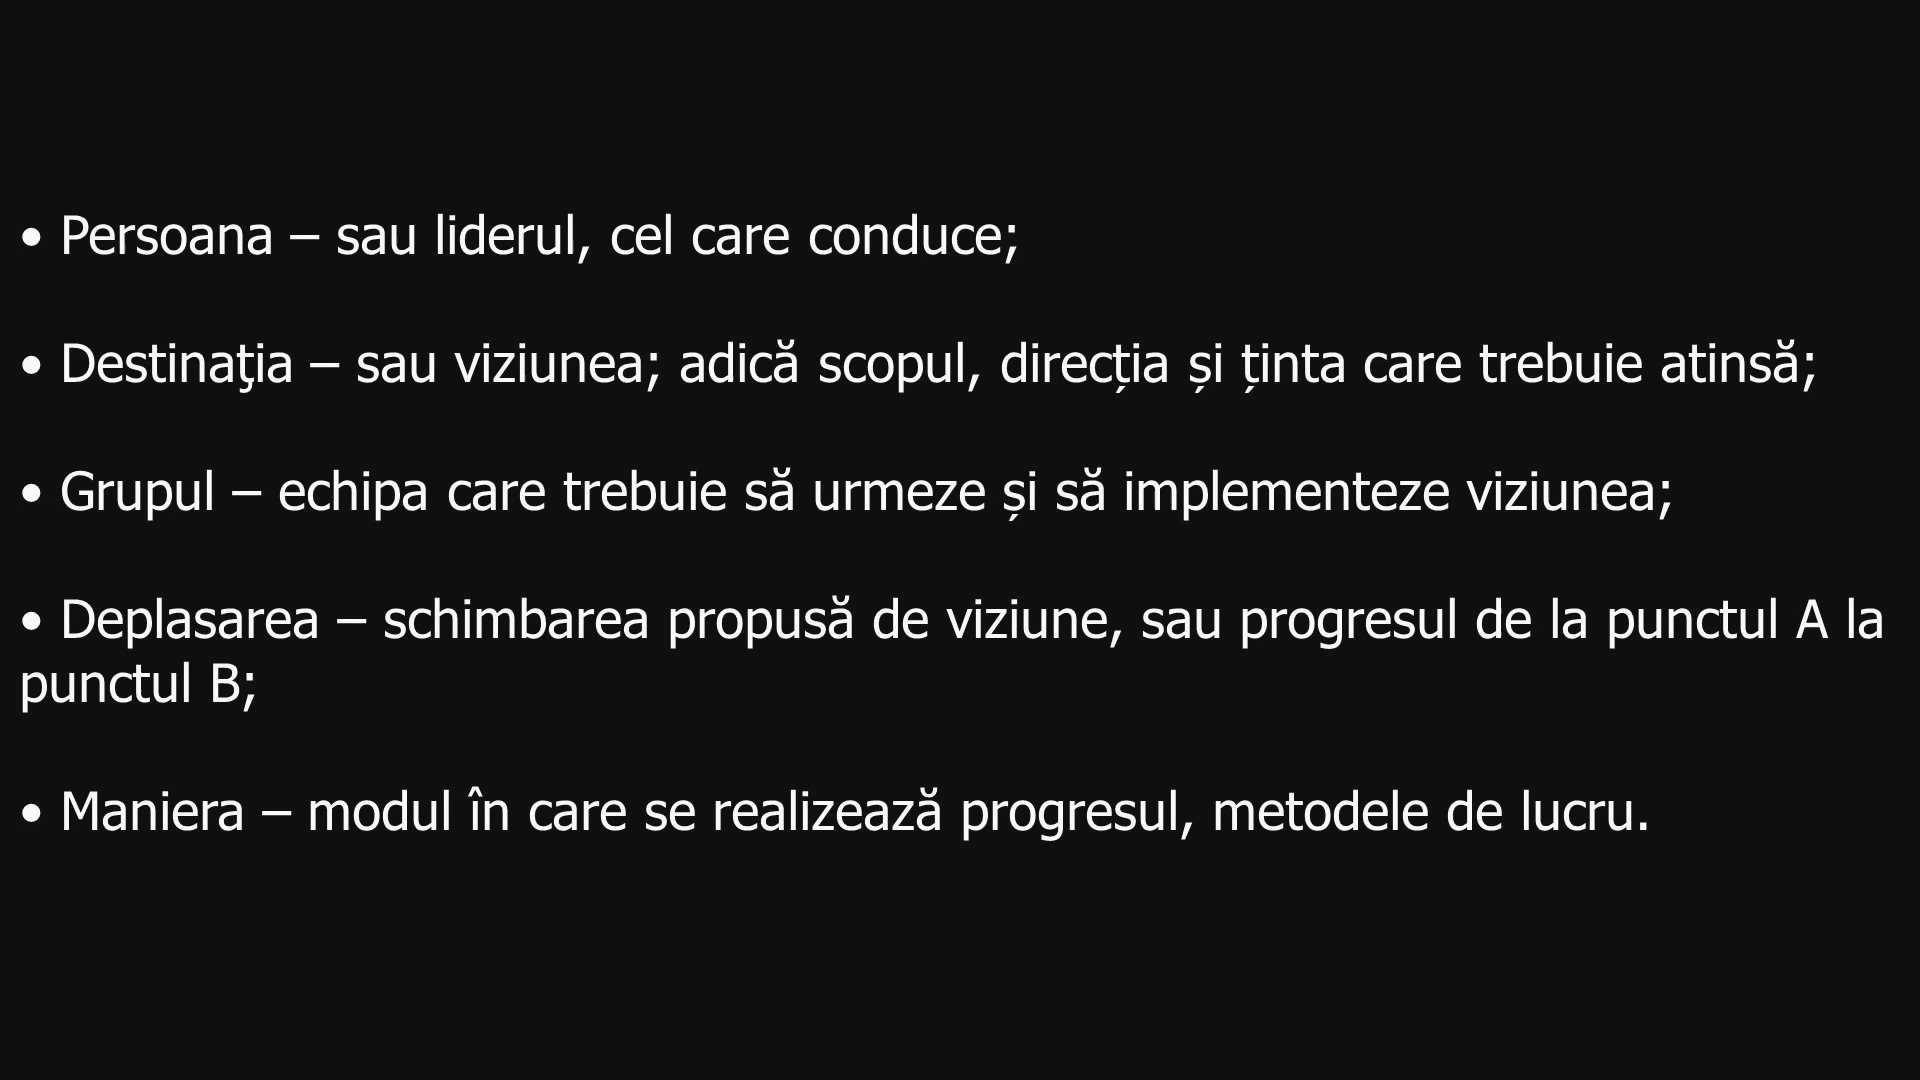 • Persoana – sau liderul, cel care conduce;
• Destinaţia – sau viziunea; adică scopul, direcția și ținta care trebuie atinsă;
• Grupul – echipa care trebuie să urmeze și să implementeze viziunea;
• Deplasarea – schimbarea propusă de viziune, sau progresul de la punctul A la
punctul B;
• Maniera – modul în care se realizează progresul, metodele de lucru.